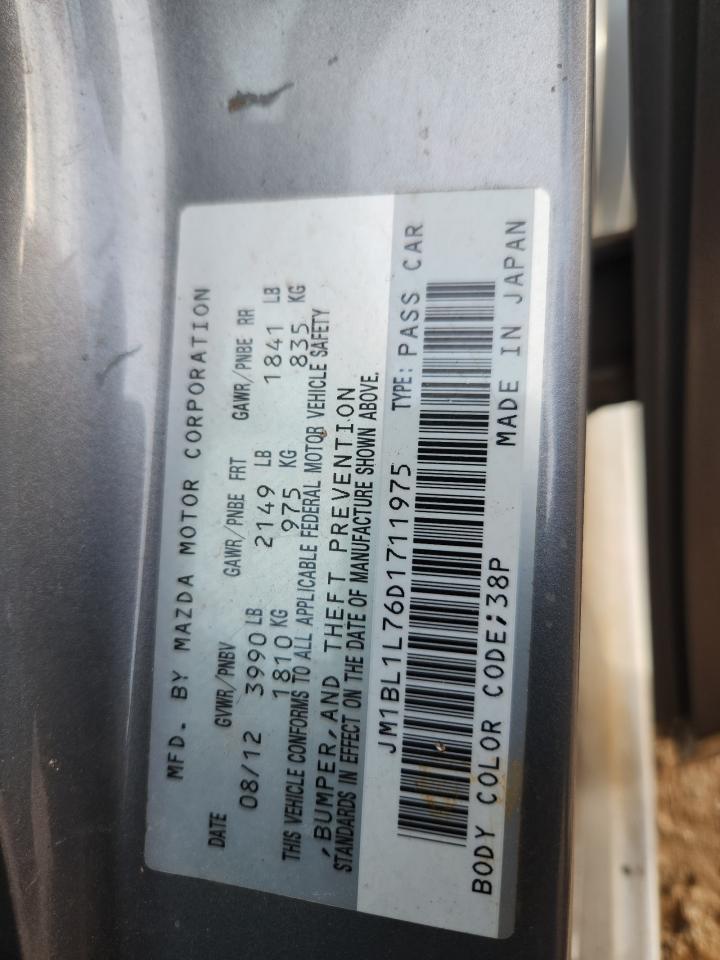 MFD. BY MAZDA MOTOR CORPORATION
DATE GVWR/PNBV GAWR/PNBE FRT GAWR/PNBE RR
08/12 3990 LB 2149 LB 1841 LB
1810 KG 975 KG 835 KG
THIS VEHICLE CONFORMS TO ALL APPLICABLE FEDERAL MOTOR VEHICLE SAFETY
,BUMPER,AND THEFT PREVENTION
STANDARDS IN EFFECT ON THE DATE OF MANUFACTURE SHOWN ABOVE.
JM1BL1L76D1711975 TYPE: PASS CAR
BODY COLOR CODE;38P MADE IN JAPAN